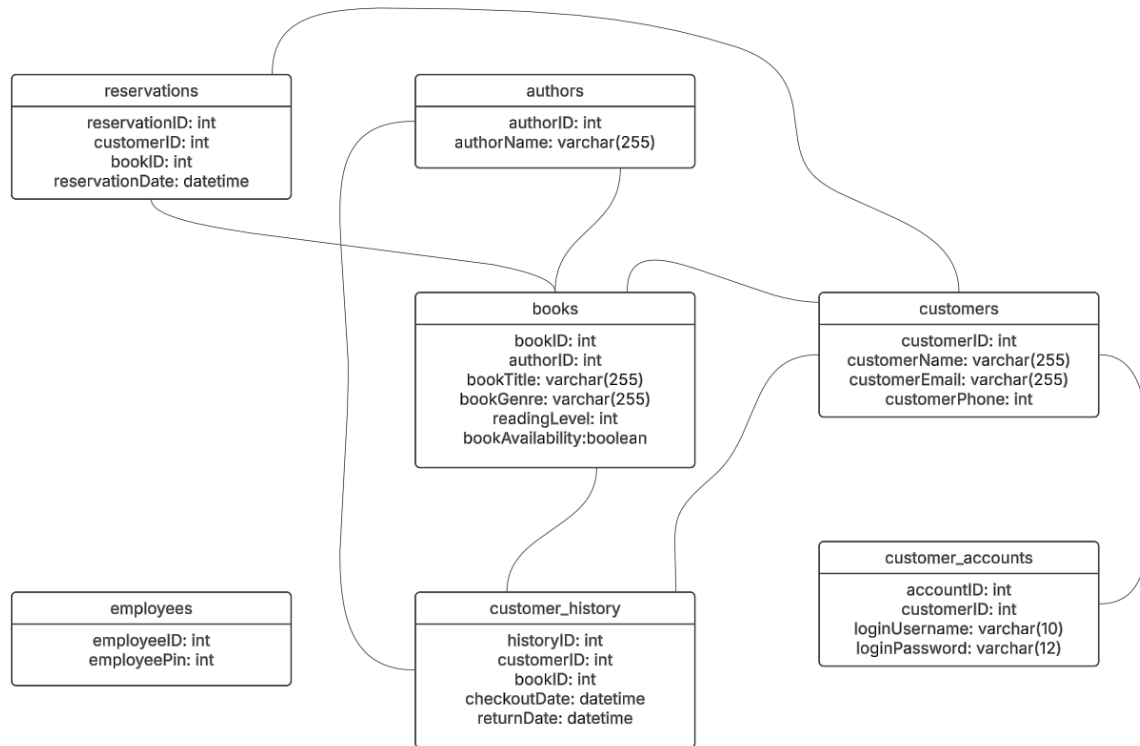 reservations
reservationID: int
customerID: int
bookID: int
reservationDate: datetime
authors
authorID: int
authorName: varchar(255)
books
bookID: int
authorID: int
bookTitle: varchar(255)
bookGenre: varchar(255)
readingLevel: int
bookAvailability:boolean
customers
customerID: int
customerName: varchar(255)
customerEmail: varchar(255)
customerPhone: int
employees
employeeID: int
employeePin: int
customer_history
historyID: int
customerID: int
bookID: int
checkoutDate: datetime
returnDate: datetime
customer_accounts
accountID: int
customerID: int
loginUsername: varchar(10)
loginPassword: varchar(12)